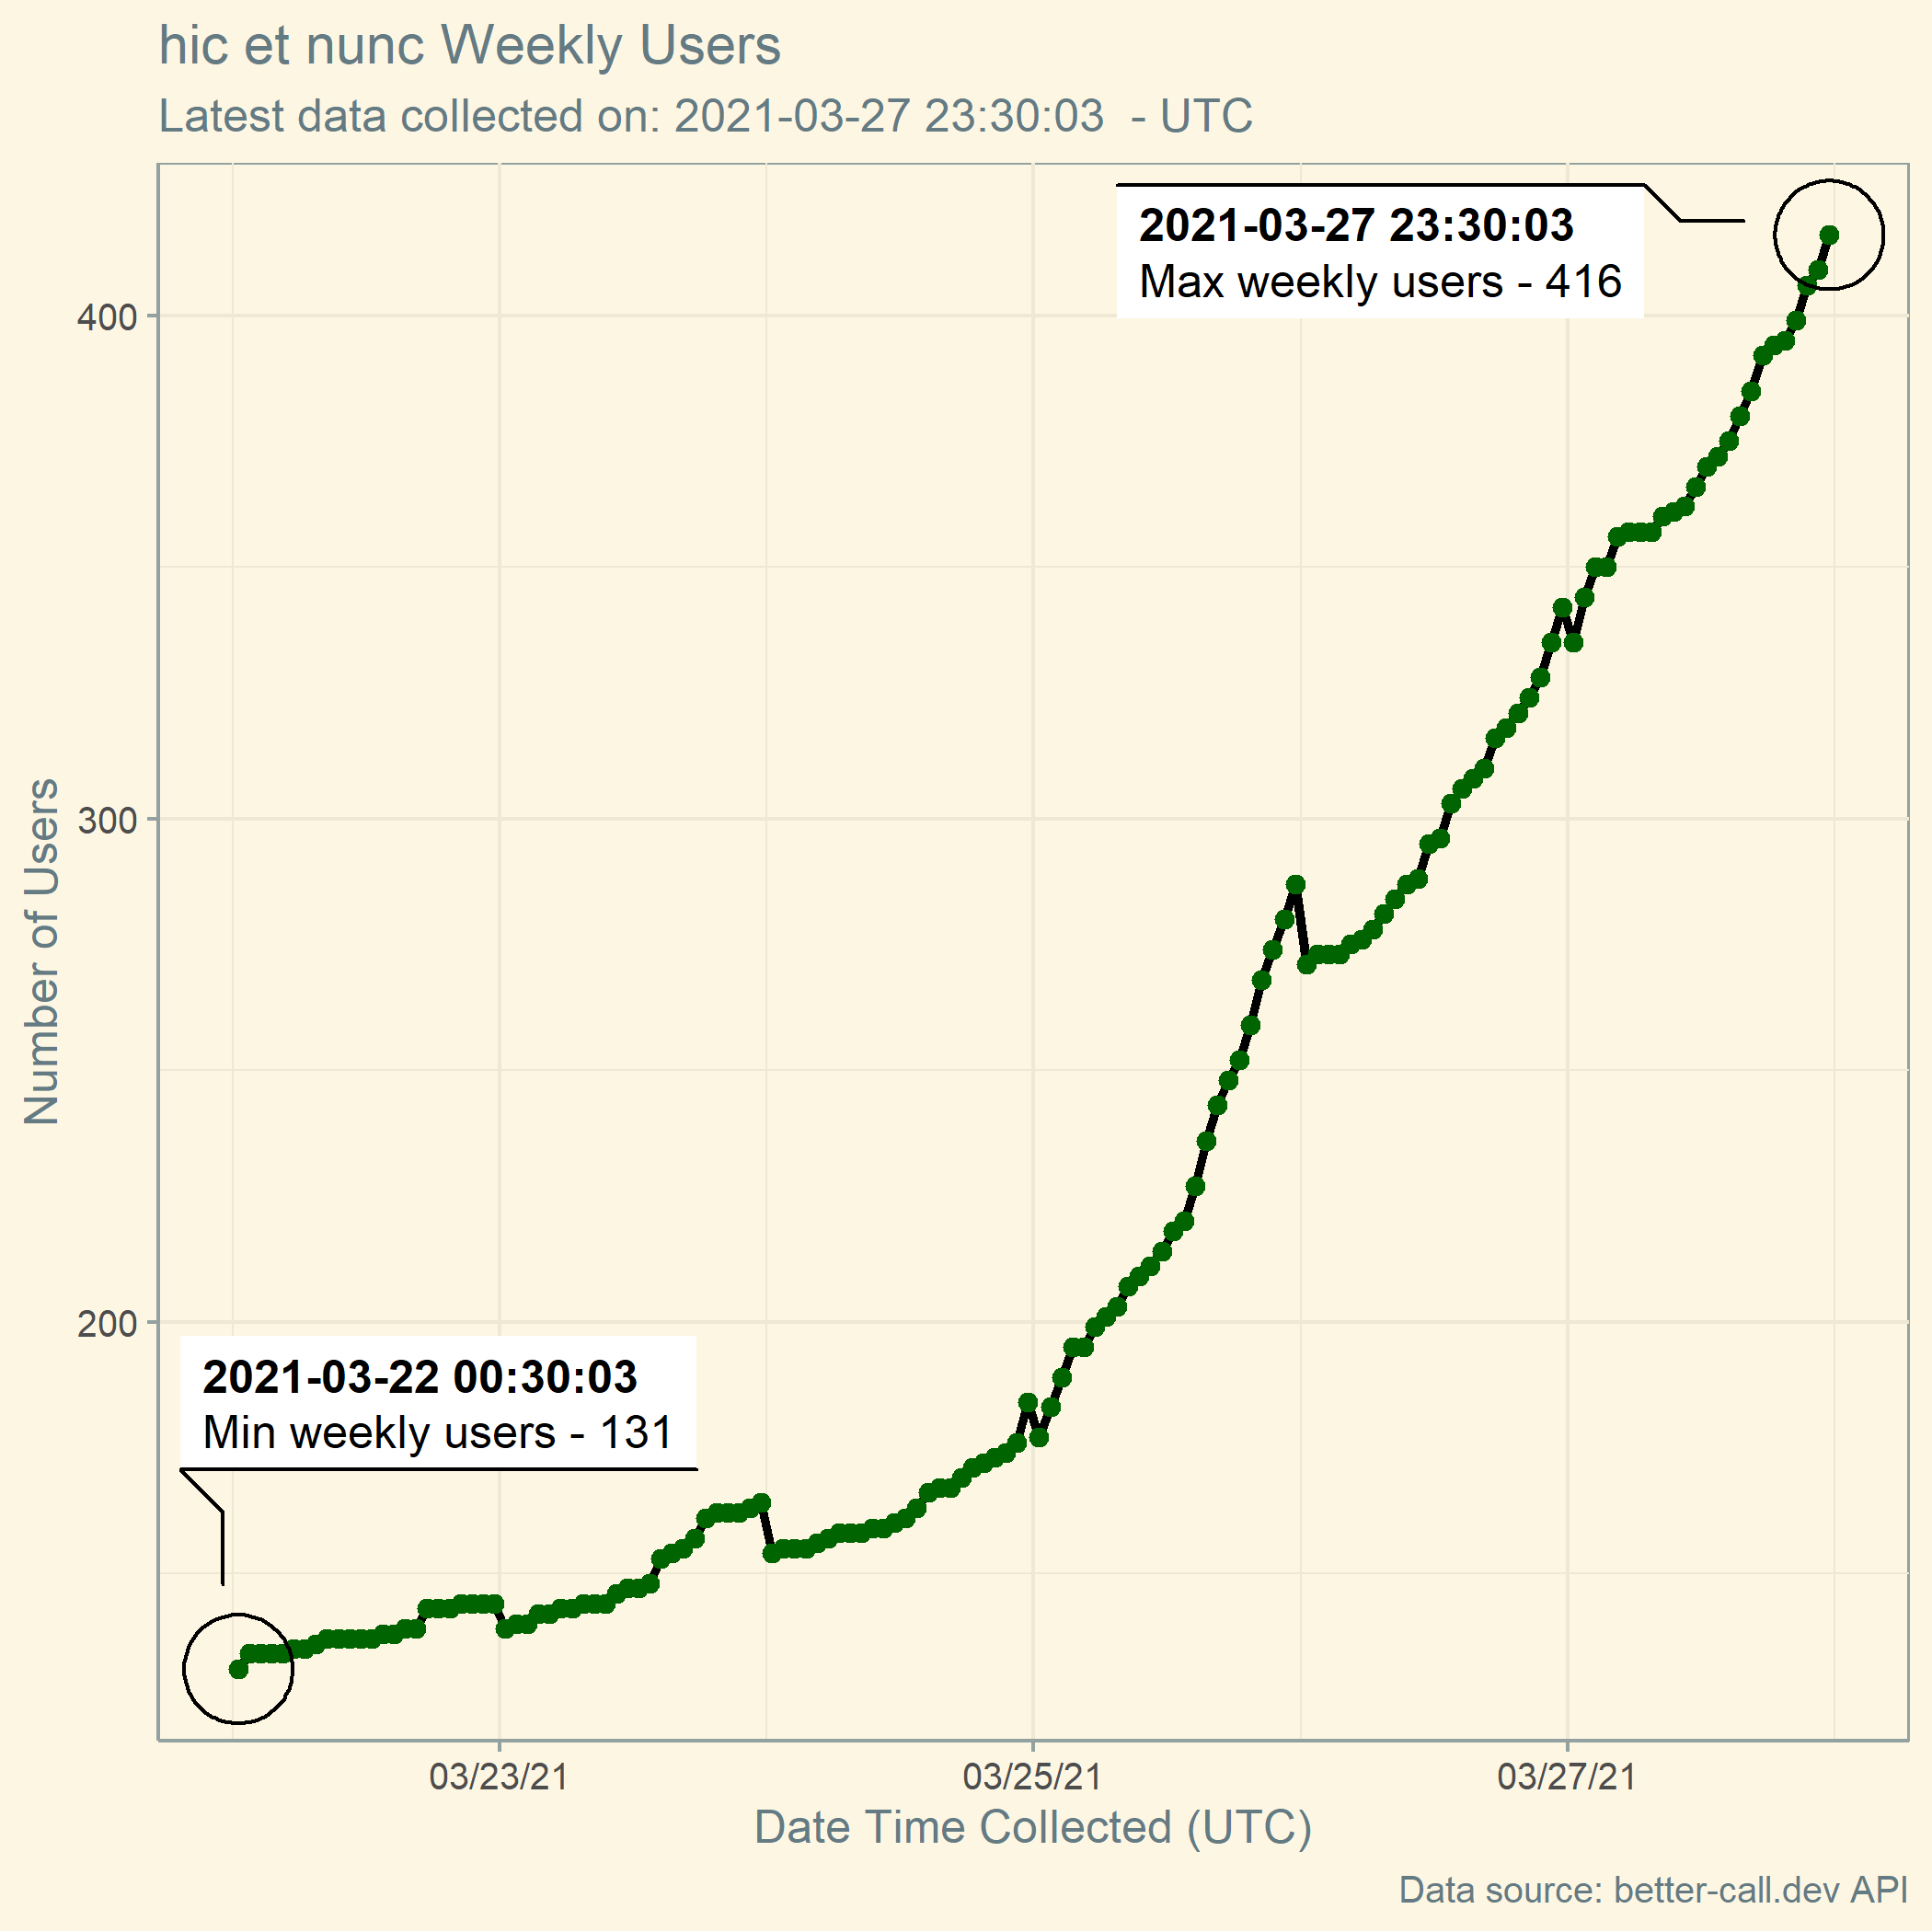 hic et nunc Weekly Users
Latest data collected on: 2021-03-27 23:30:03  - UTC
2021-03-27 23:30:03
Max weekly users - 416
400
300
200
Number of Users
2021-03-22 00:30:03
Min weekly users - 131
03/23/21
03/25/21
03/27/21
Date Time Collected (UTC)
Data source: better-call.dev API